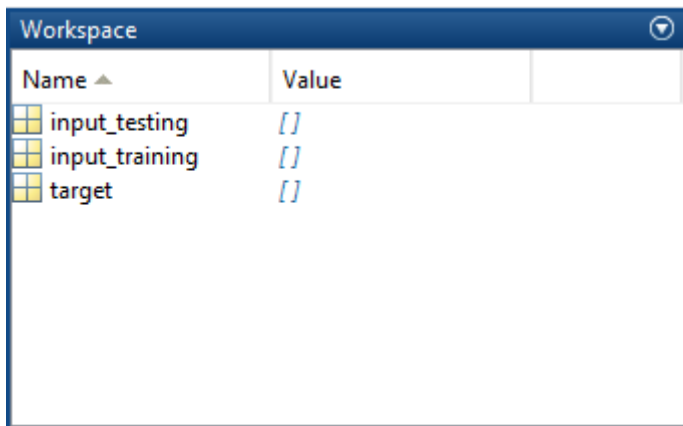 Workspace
Name Value
input_testing []
input_training []
target []